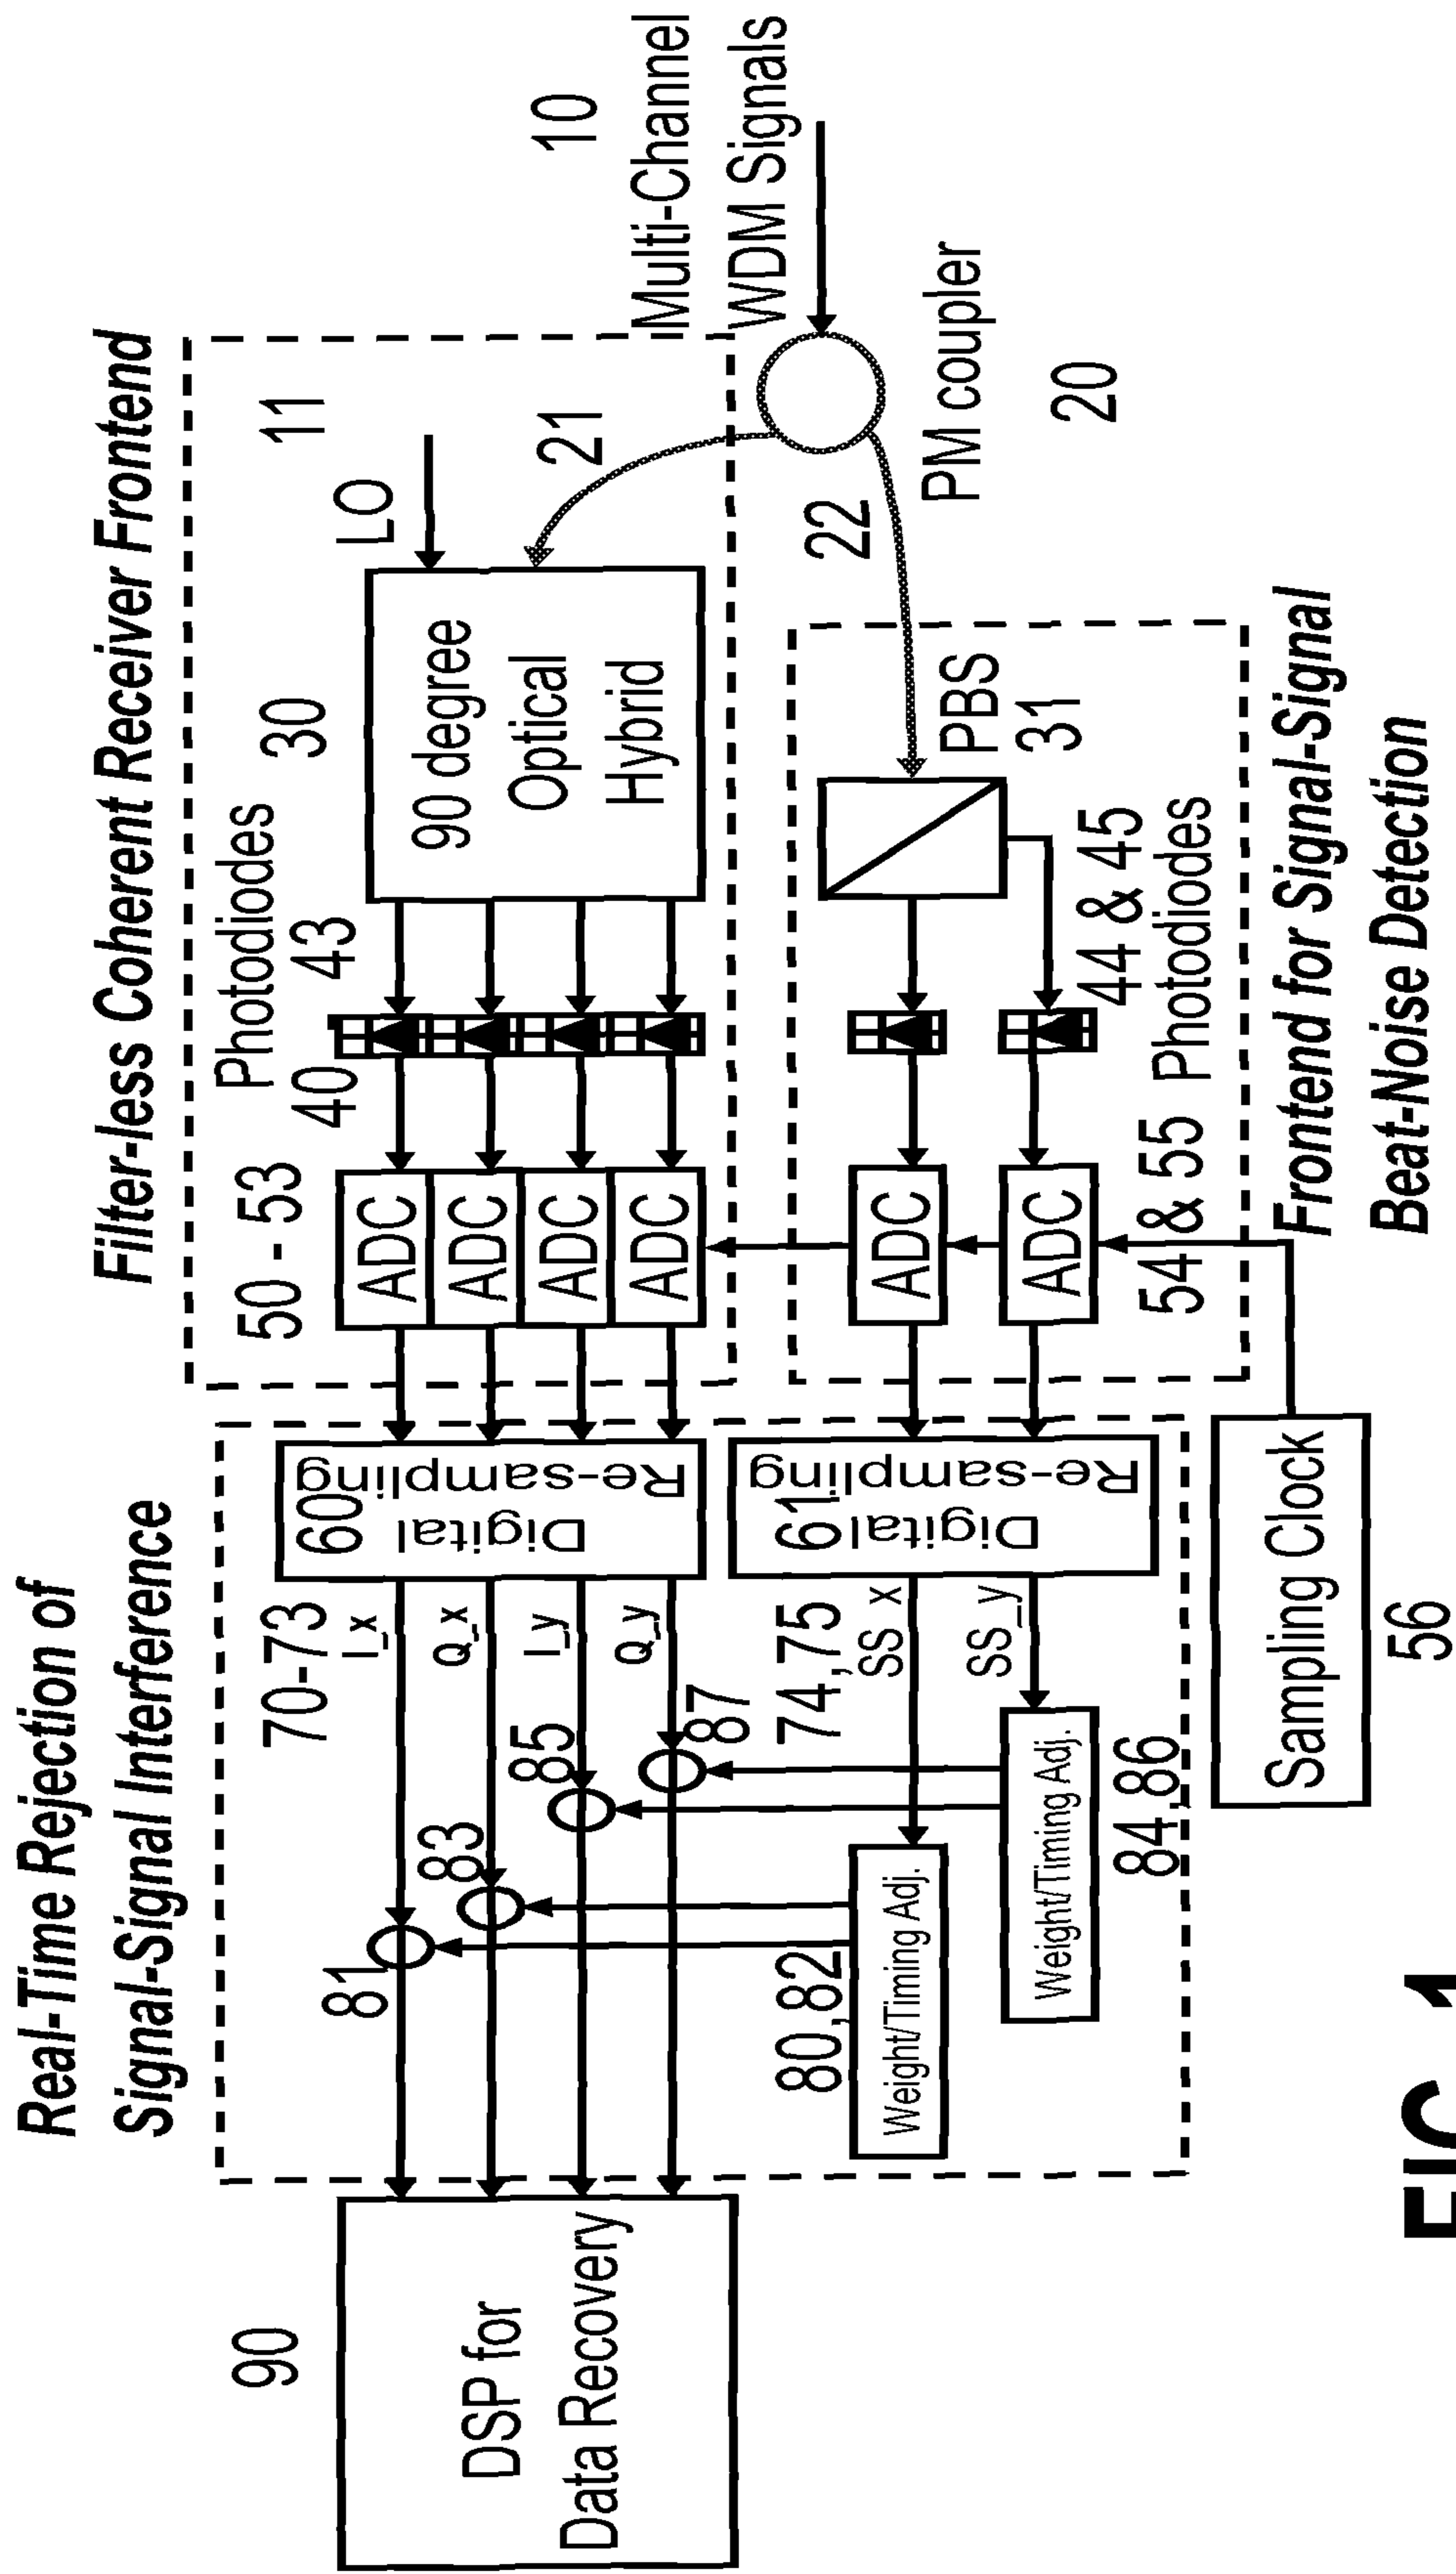 Real-Time Rejection of
Signal-Signal Interference
Filter-less Coherent Receiver Frontend
90
DSP for
Data Recovery
81
83
85
87
70-73
I_x
Q_x
I_y
Q_y
60
Digital
Re-sampling
50 - 53
ADC
ADC
ADC
ADC
Photodiodes
40
43
30
90 degree
Optical
Hybrid
LO
11
21
10
Multi-Channel
WDM Signals
22
PM coupler
20
80,82
Weight/Timing Adj.
Weight/Timing Adj.
84,86
74,75
SS_x
SS_y
61
Digital
Re-sampling
ADC
ADC
54 & 55
44 & 45
Photodiodes
PBS
31
Sampling Clock
56
Frontend for Signal-Signal
Beat-Noise Detection
FIG. 1